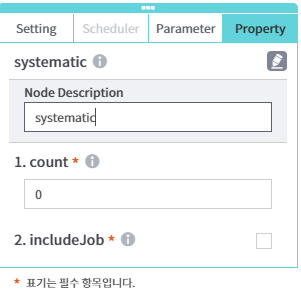 Setting Scheduler Parameter Property
systematic
Node Description
systematic
1. count *
0
2. includeJob *
* 표기는 필수 항목입니다.